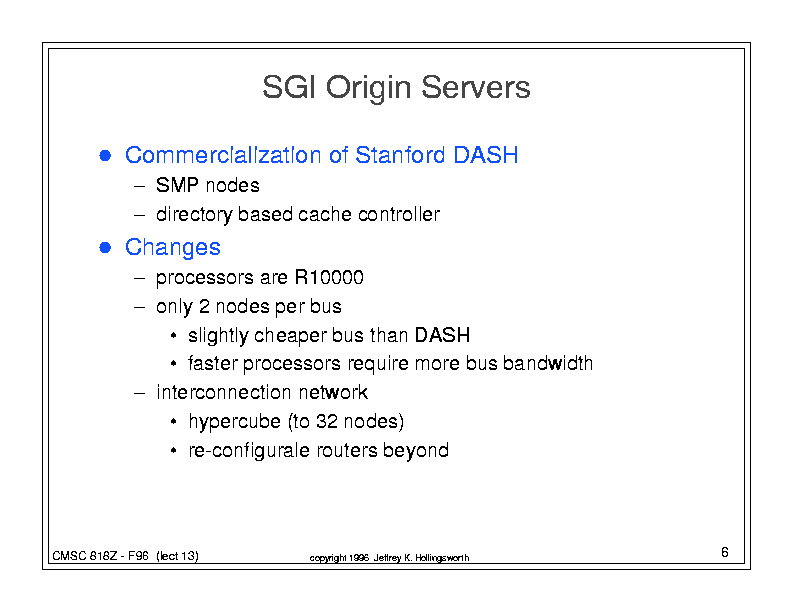 SGI Origin Servers
● Commercialization of Stanford DASH
– SMP nodes
– directory based cache controller
● Changes
– processors are R10000
– only 2 nodes per bus
• slightly cheaper bus than DASH
• faster processors require more bus bandwidth
– interconnection network
• hypercube (to 32 nodes)
• re-configurale routers beyond
CMSC 818Z - F96 (lect 13)
copyright 1996 Jeffrey K. Hollingsworth
6